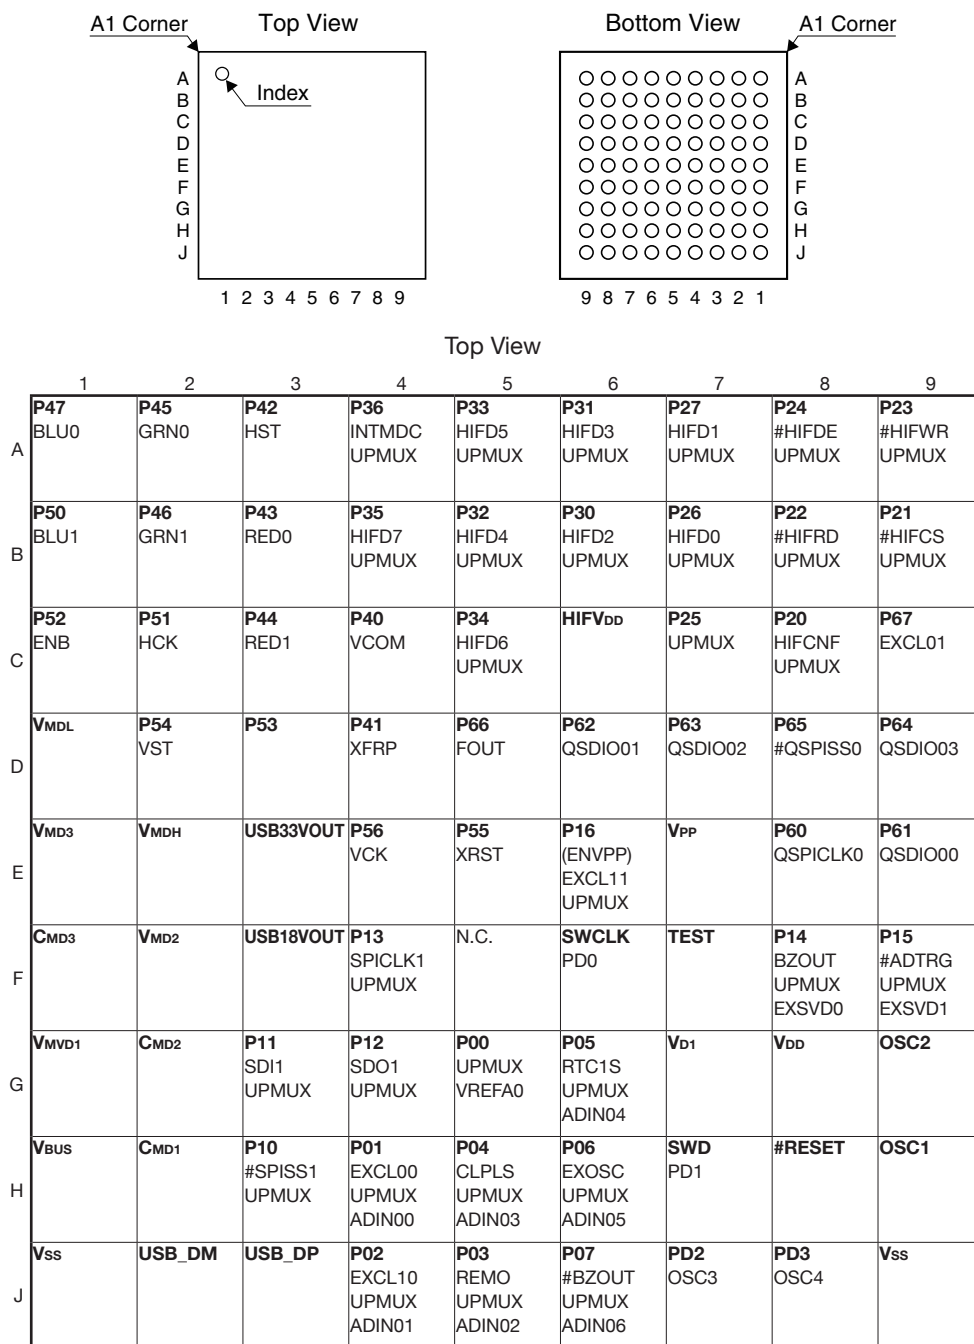 A1 Corner Top View Bottom View A1 Corner
Index
A
B
C
D
E
F
G
H
J
A
B
C
D
E
F
G
H
J
1 2 3 4 5 6 7 8 9
9 8 7 6 5 4 3 2 1
Top View
1 2 3 4 5 6 7 8 9
A
P47 P45 P42 P36 P33 P31 P27 P24 P23
BLU0 GRN0 HST INTMDC HIFD5 HIFD3 HIFD1 #HIFDE #HIFWR
UPMUX UPMUX UPMUX UPMUX UPMUX UPMUX
B
P50 P46 P43 P35 P32 P30 P26 P22 P21
BLU1 GRN1 RED0 HIFD7 HIFD4 HIFD2 HIFD0 #HIFRD #HIFCS
UPMUX UPMUX UPMUX UPMUX UPMUX UPMUX
C
P52 P51 P44 P40 P34 HIFVDD P25 P20 P67
ENB HCK RED1 VCOM HIFD6 UPMUX HIFCNF EXCL01
UPMUX UPMUX
D
VMDL P54 P53 P41 P66 P62 P63 P65 P64
VST XFRP FOUT QSDIO01 QSDIO02 #QSPISS0 QSDIO03
E
VMD3 VMDH USB33VOUT P56 P55 P16 VPP P60 P61
VCK XRST (ENVPP) QSPICLK0 QSDIO00
EXCL11
UPMUX
F
CMD3 VMD2 USB18VOUT P13 N.C. SWCLK TEST P14 P15
SPICLK1 PD0 BZOUT #ADTRG
UPMUX UPMUX UPMUX
EXSVD0 EXSVD1
G
VMVD1 CMD2 P11 P12 P00 P05 VD1 VDD OSC2
SDI1 SDO1 UPMUX RTC1S
UPMUX UPMUX VREFA0 UPMUX
ADIN04
H
VBUS CMD1 P10 P01 P04 P06 SWD #RESET OSC1
#SPISS1 EXCL00 CLPLS EXOSC PD1
UPMUX UPMUX UPMUX UPMUX
ADIN00 ADIN03 ADIN05
J
VSS USB_DM USB_DP P02 P03 P07 PD2 PD3 VSS
EXCL10 REMO #BZOUT OSC3 OSC4
UPMUX UPMUX UPMUX
ADIN01 ADIN02 ADIN06